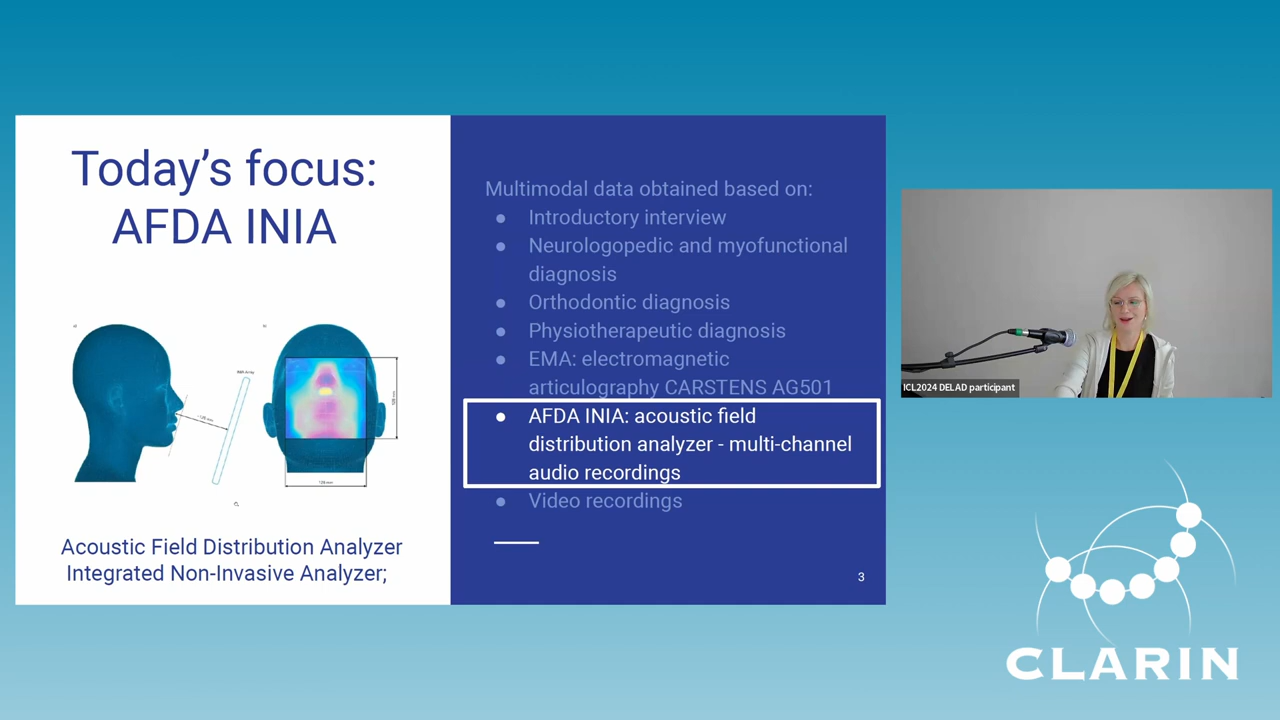 Today's focus:
AFDA INIA
Acoustic Field Distribution Analyzer
Integrated Non-Invasive Analyzer;
Multimodal data obtained based on:
● Introductory interview
● Neurologopedic and myofunctional
diagnosis
● Orthodontic diagnosis
● Physiotherapeutic diagnosis
● EMA: electromagnetic
articulography CARSTENS AG501
● AFDA INIA: acoustic field
distribution analyzer - multi-channel
audio recordings
● Video recordings
3
ICL2024 DELAD participant
CLARIN